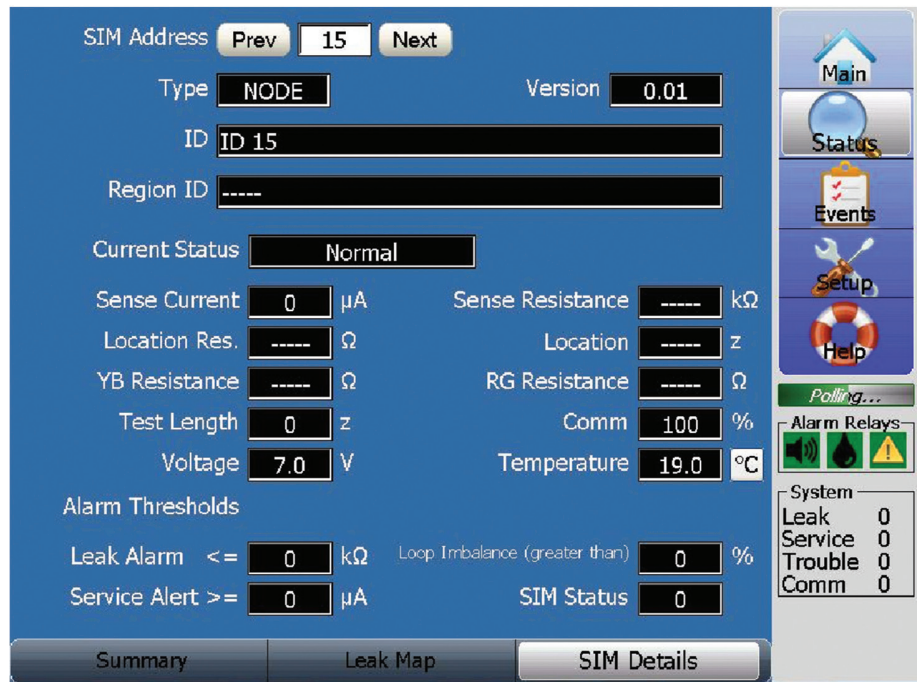 SIM Address Prev 15 Next
Type NODE Version 0.01
ID ID 15
Region ID -----
Current Status Normal
Sense Current 0 µA Sense Resistance ----- kΩ
Location Res. ----- Ω Location ----- z
YB Resistance ----- Ω RG Resistance ----- Ω
Test Length 0 z Comm 100 %
Voltage 7.0 V Temperature 19.0 °C
Alarm Thresholds
Leak Alarm <= 0 kΩ Loop Imbalance (greater than) 0 %
Service Alert >= 0 µA SIM Status 0
Summary Leak Map SIM Details
Main
Status
Events
Setup
Help
Polling...
Alarm Relays
System
Leak 0
Service 0
Trouble 0
Comm 0